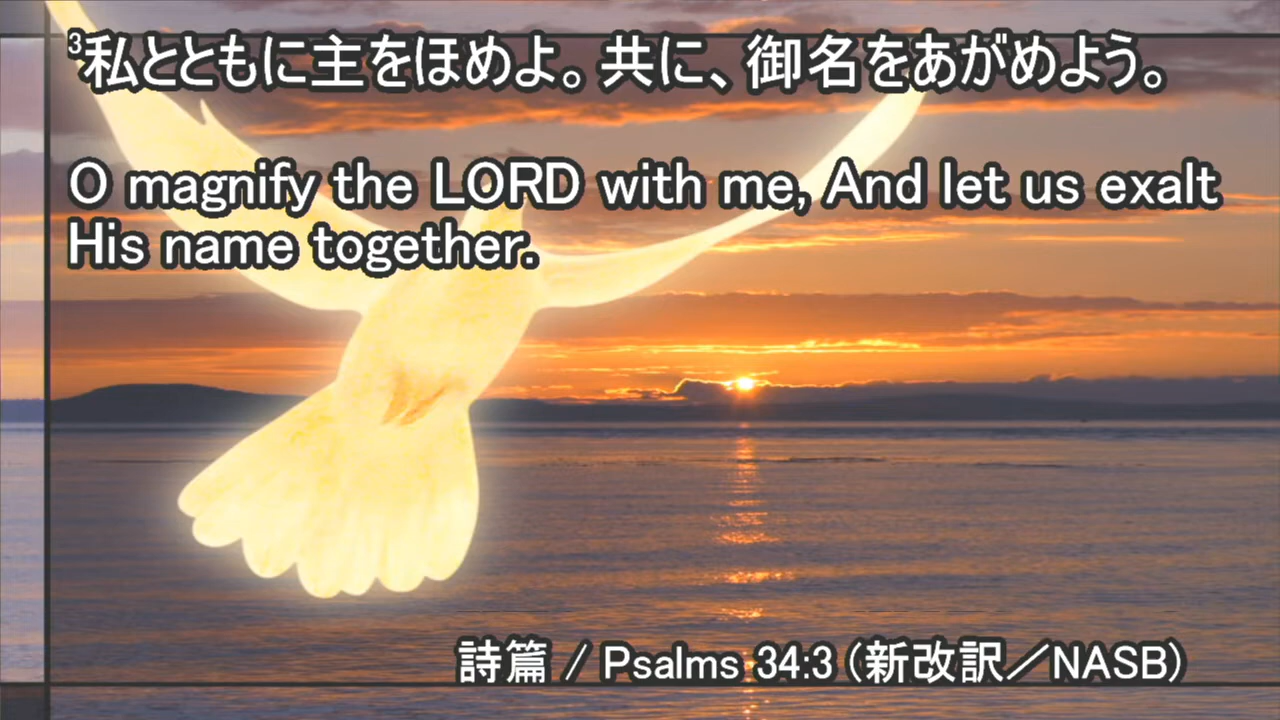 3私とともに主をほめよ。共に、御名をあがめよう。
O magnify the LORD with me, And let us exalt
His name together.
詩篇 / Psalms 34:3 (新改訳／NASB)